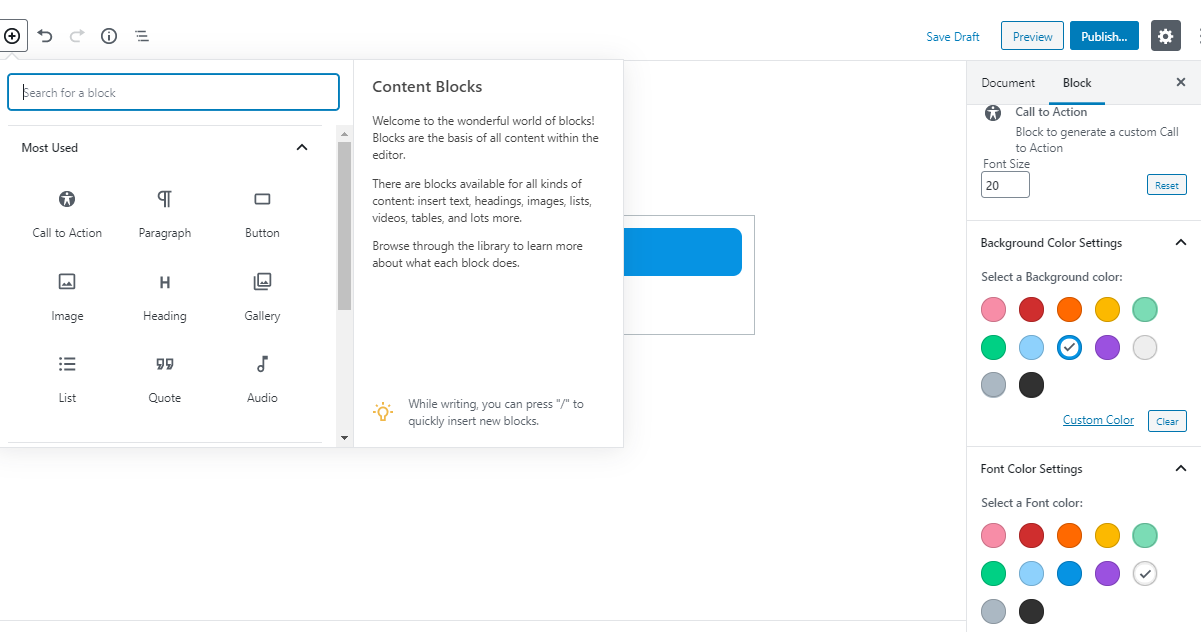 Save Draft
Preview
Publish...
Search for a block
Most Used
Call to Action
Paragraph
Button
Image
Heading
Gallery
List
Quote
Audio
Content Blocks
Welcome to the wonderful world of blocks!
Blocks are the basis of all content within the
editor.
There are blocks available for all kinds of
content: insert text, headings, images, lists,
videos, tables, and lots more.
Browse through the library to learn more
about what each block does.
While writing, you can press "/" to
quickly insert new blocks.
Document
Block
Call to Action
Block to generate a custom Call
to Action
Font Size
20
Reset
Background Color Settings
Select a Background color:
Custom Color
Clear
Font Color Settings
Select a Font color: